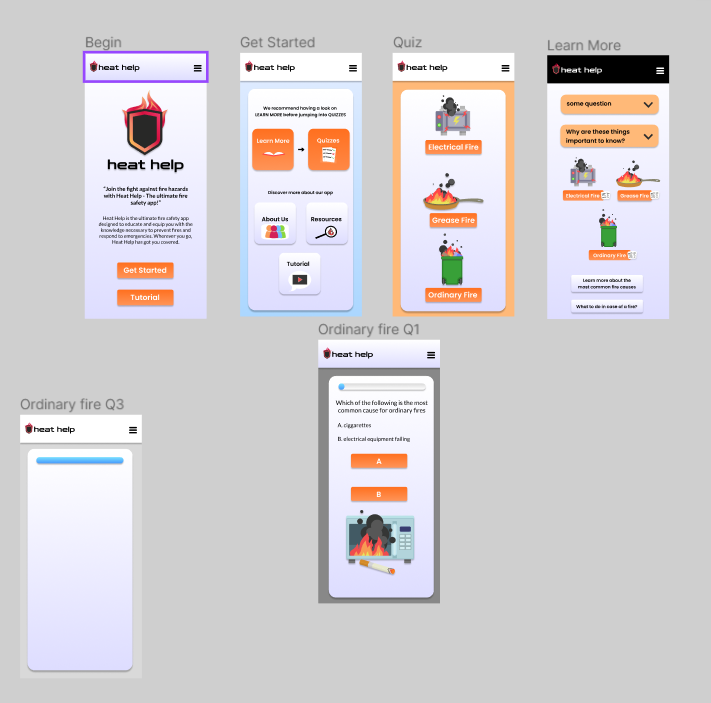 Begin
heat help
heat help
"Join the fight against fire hazards
with Heat Help - The ultimate fire
safety app!"
Heat Help is the ultimate fire safety app
designed to educate and equip you with the
knowledge necessary to prevent fires and
respond to emergencies. Wherever you go,
Heat Help has got you covered.
Get Started
Tutorial
Get Started
heat help
We recommend having a look on
LEARN MORE before jumping into QUIZZES
Learn More
Quizzes
Discover more about our app
About Us
Resources
Tutorial
Quiz
heat help
Electrical Fire
Grease Fire
Ordinary Fire
Learn More
heat help
some question
Why are these things
important to know?
Electrical Fire
Grease Fire
Ordinary Fire
Learn more about the
most common fire causes
What to do in case of a fire?
Ordinary fire Q1
heat help
Which of the following is the most
common cause for ordinary fires
A. ciggarettes
B. electrical equipment failing
A
B
Ordinary fire Q3
heat help